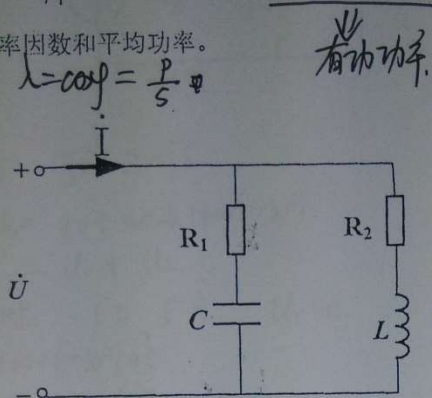 率因数和平均功率。
λ=cosφ=P/S
有功功率.
İ
+
R₁
R₂
U̇
C
L
−